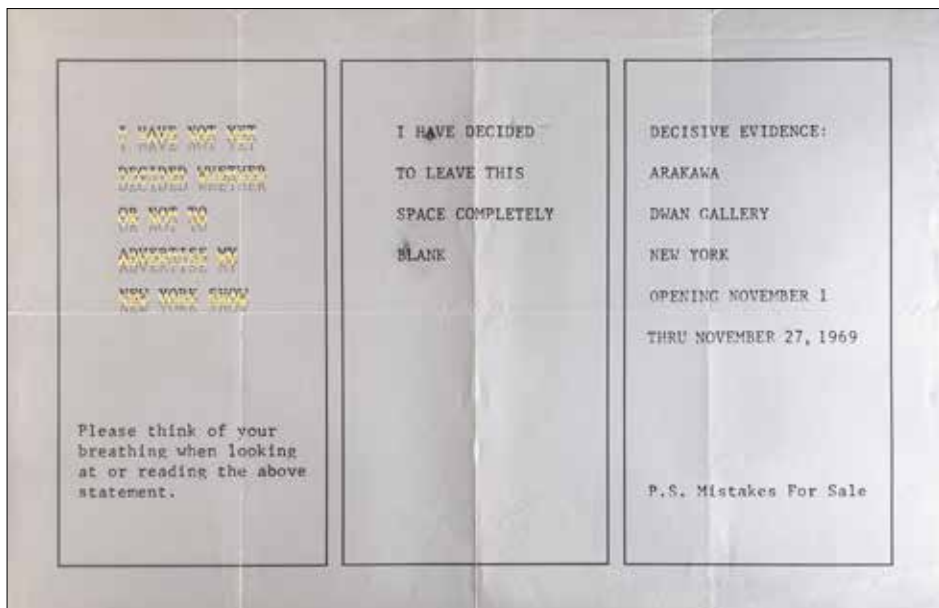 I HAVE NOT YET
DECIDED WHETHER
OR NOT TO
ADVERTISE MY
NEW YORK SHOW
Please think of your
breathing when looking
at or reading the above
statement.
I HAVE DECIDED
TO LEAVE THIS
SPACE COMPLETELY
BLANK
DECISIVE EVIDENCE:
ARAKAWA
DWAN GALLERY
NEW YORK
OPENING NOVEMBER 1
THRU NOVEMBER 27, 1969
P.S. Mistakes For Sale